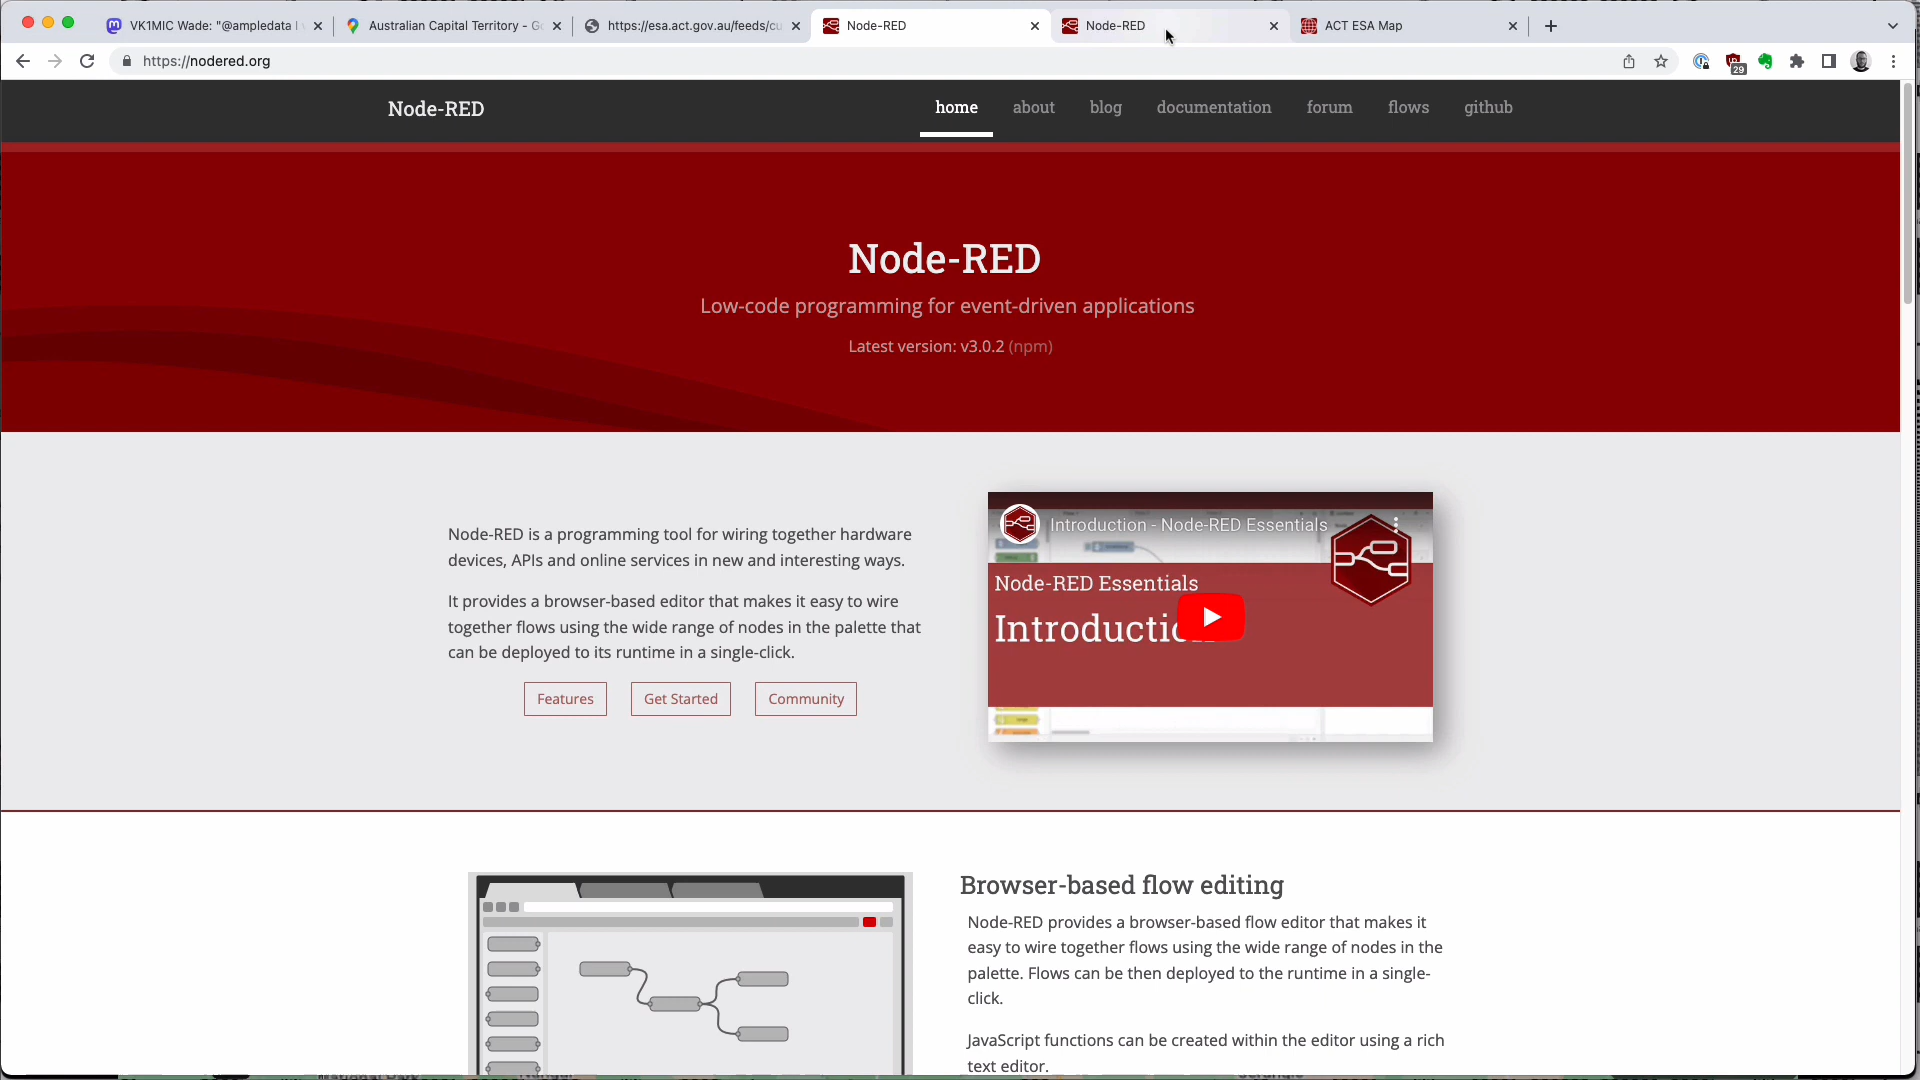 VK1MIC Wade: "@ampledata I w
Australian Capital Territory - Go
https://esa.act.gov.au/feeds/cu
Node-RED
Node-RED
ACT ESA Map
https://nodered.org
29
Node-RED
home
about
blog
documentation
forum
flows
github
Node-RED
Low-code programming for event-driven applications
Latest version: v3.0.2 (npm)
Node-RED is a programming tool for wiring together hardware
devices, APIs and online services in new and interesting ways.
It provides a browser-based editor that makes it easy to wire
together flows using the wide range of nodes in the palette that
can be deployed to its runtime in a single-click.
Features
Get Started
Community
Introduction - Node-RED Essentials
Node-RED Essentials
Introduction
Browser-based flow editing
Node-RED provides a browser-based flow editor that makes it
easy to wire together flows using the wide range of nodes in the
palette. Flows can be then deployed to the runtime in a single-
click.
JavaScript functions can be created within the editor using a rich
text editor.